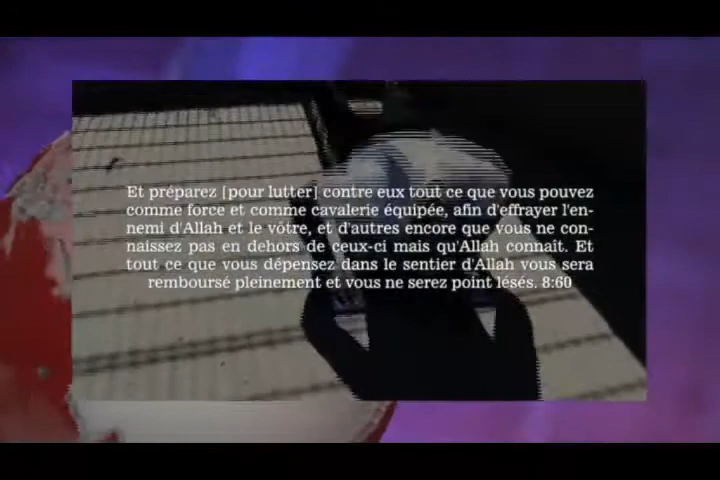 Et préparez [pour lutter] contre eux tout ce que vous pouvez
comme force et comme cavalerie équipée, afin d'effrayer l'en-
nemi d'Allah et le vôtre, et d'autres encore que vous ne con-
naissez pas en dehors de ceux-ci mais qu'Allah connaît. Et
tout ce que vous dépensez dans le sentier d'Allah vous sera
remboursé pleinement et vous ne serez point lésés. 8:60